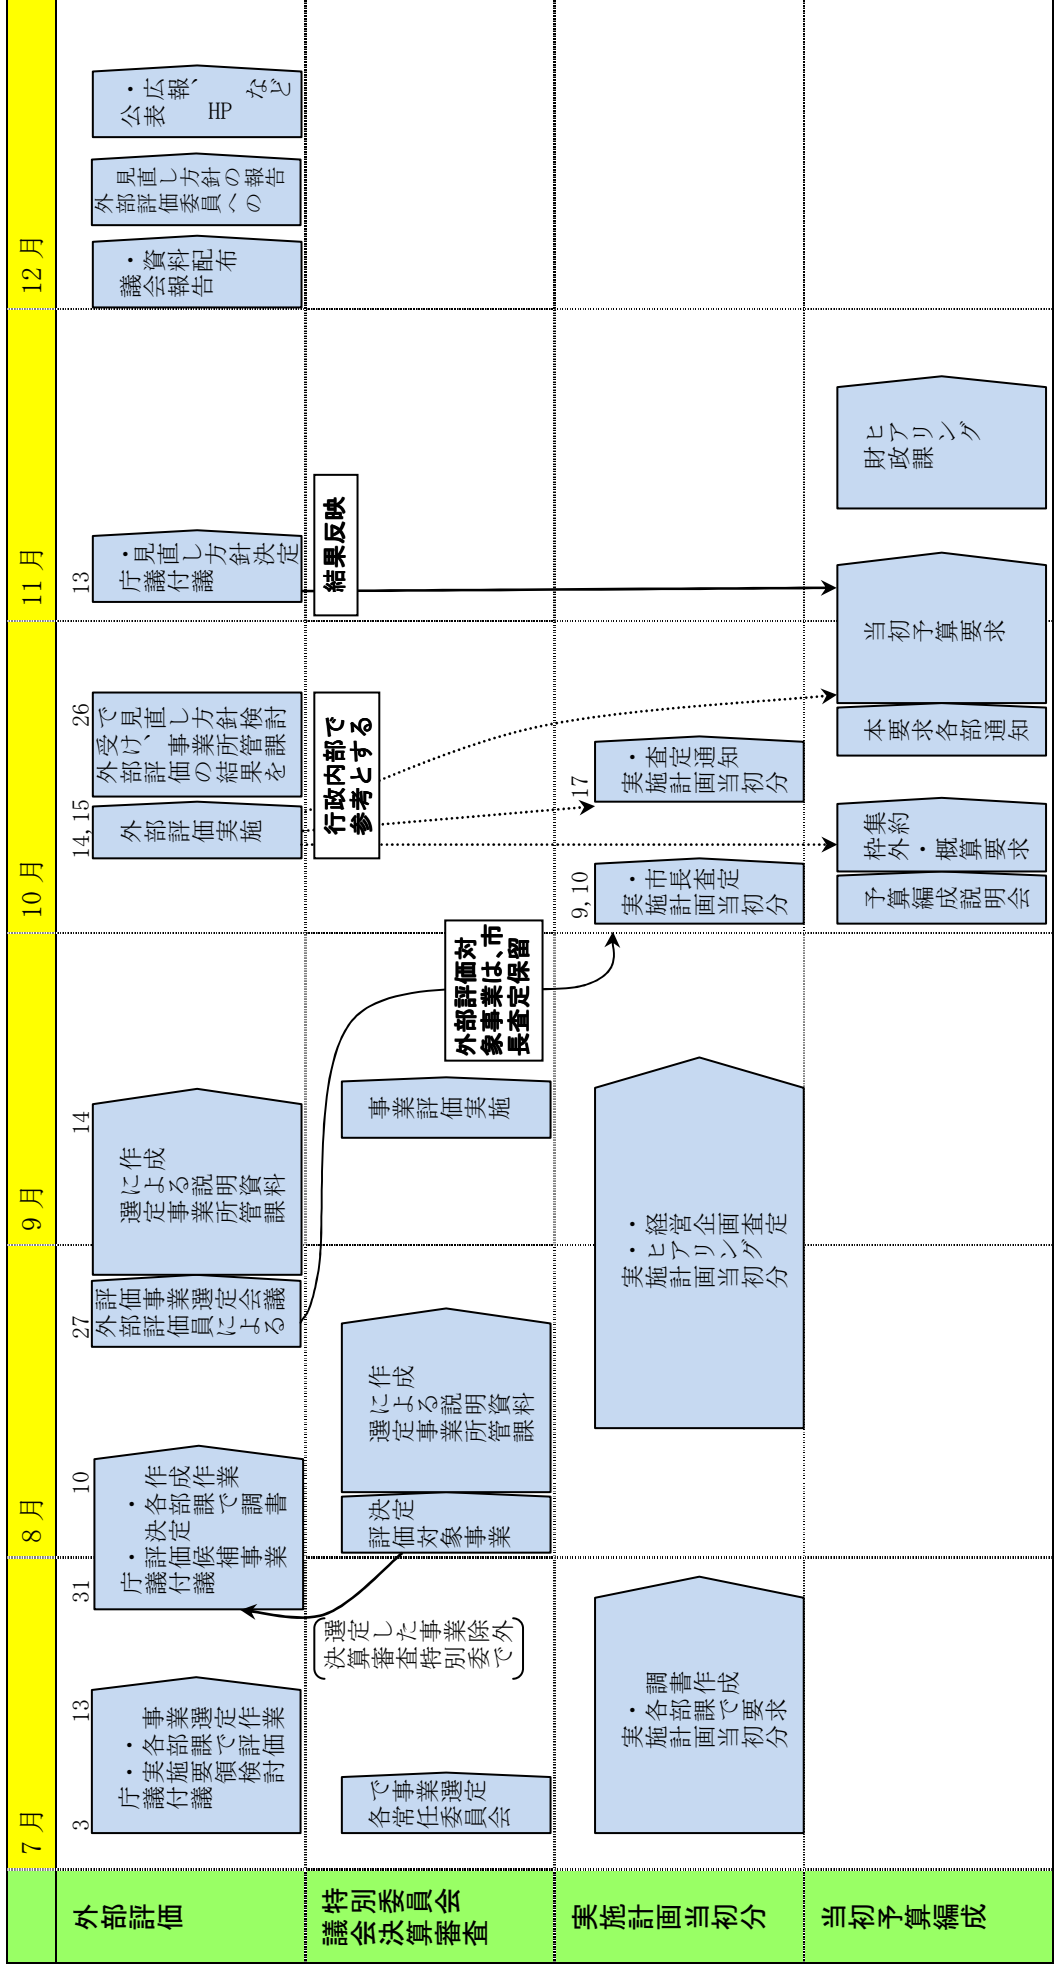 7月
8月
9月
10月
11月
12月
外部評価
3
13
庁議付議
・実施要領検討
・各部課で評価
事業選定作業
31
10
庁議付議
・評価候補事業
決定
・各部課で調書
作成作業
27
外部評価員による
評価事業選定会議
14
選定事業所管課
による説明資料
に作成
14,15
外部評価実施
26
外部評価の結果を
受け、事業所管課
で見直し方針検討
13
庁議付議
・見直し方針決定
議会報告
・資料配布
外部評価委員への
見直し方針の報告
公表
・広報、HPなど
議会決算審査
特別委員会
各常任委員会
で事業選定
決算審査特別委で
選定した事業除外
評価対象事業
決定
選定事業所管課
による説明資料
に作成
事業評価実施
外部評価対
象事業は、市
長査定保留
行政内部で
参考とする
結果反映
実施計画当初分
実施計画当初分
・各部課で要求
調書作成
実施計画当初分
・ヒアリング
・経営企画査定
9,10
実施計画当初分
・市長査定
17
実施計画当初分
・査定通知
当初予算編成
予算編成説明会
枠外・概算要求
集約
本要求各部通知
当初予算要求
財政課
ヒアリング